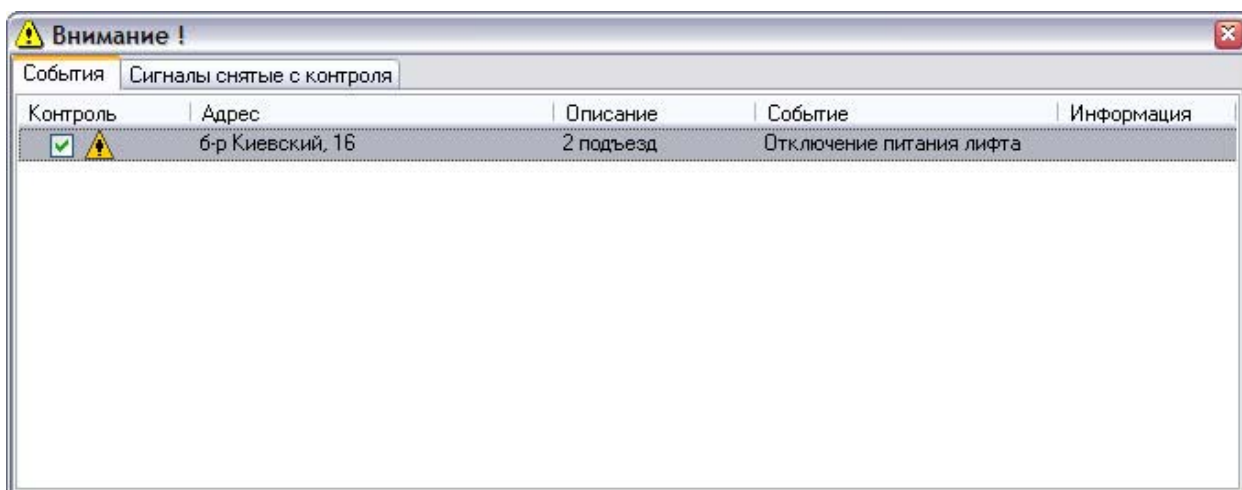 Внимание !
События Сигналы снятые с контроля
Контроль Адрес Описание Событие Информация
б-р Киевский, 16 2 подъезд Отключение питания лифта